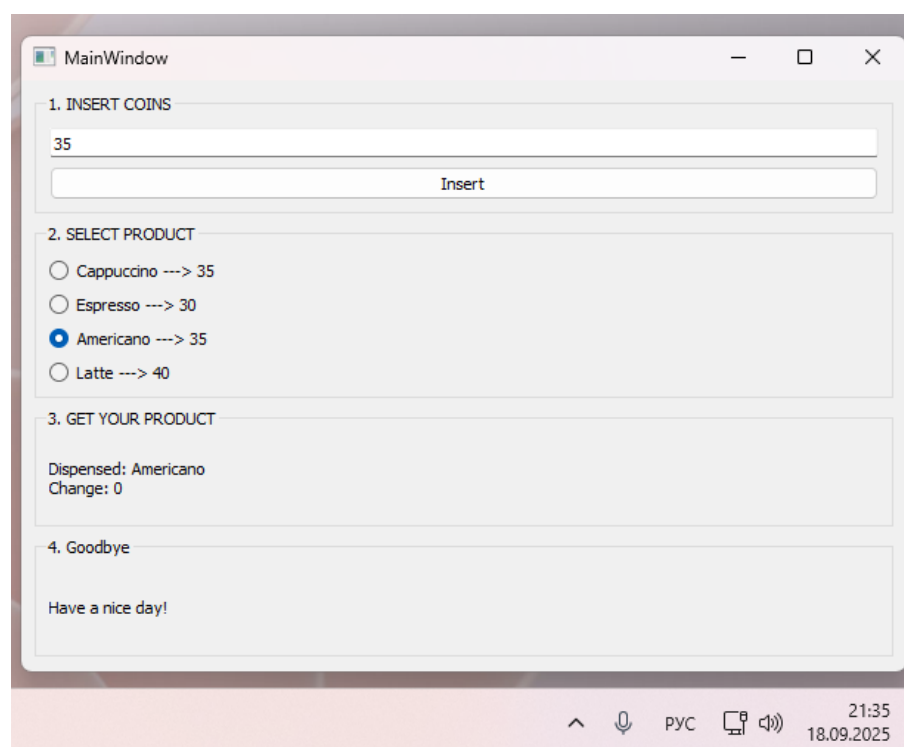 MainWindow
1. INSERT COINS
35
Insert
2. SELECT PRODUCT
Cappuccino ---> 35
Espresso ---> 30
Americano ---> 35
Latte ---> 40
3. GET YOUR PRODUCT
Dispensed: Americano
Change: 0
4. Goodbye
Have a nice day!
РУС
21:35
18.09.2025